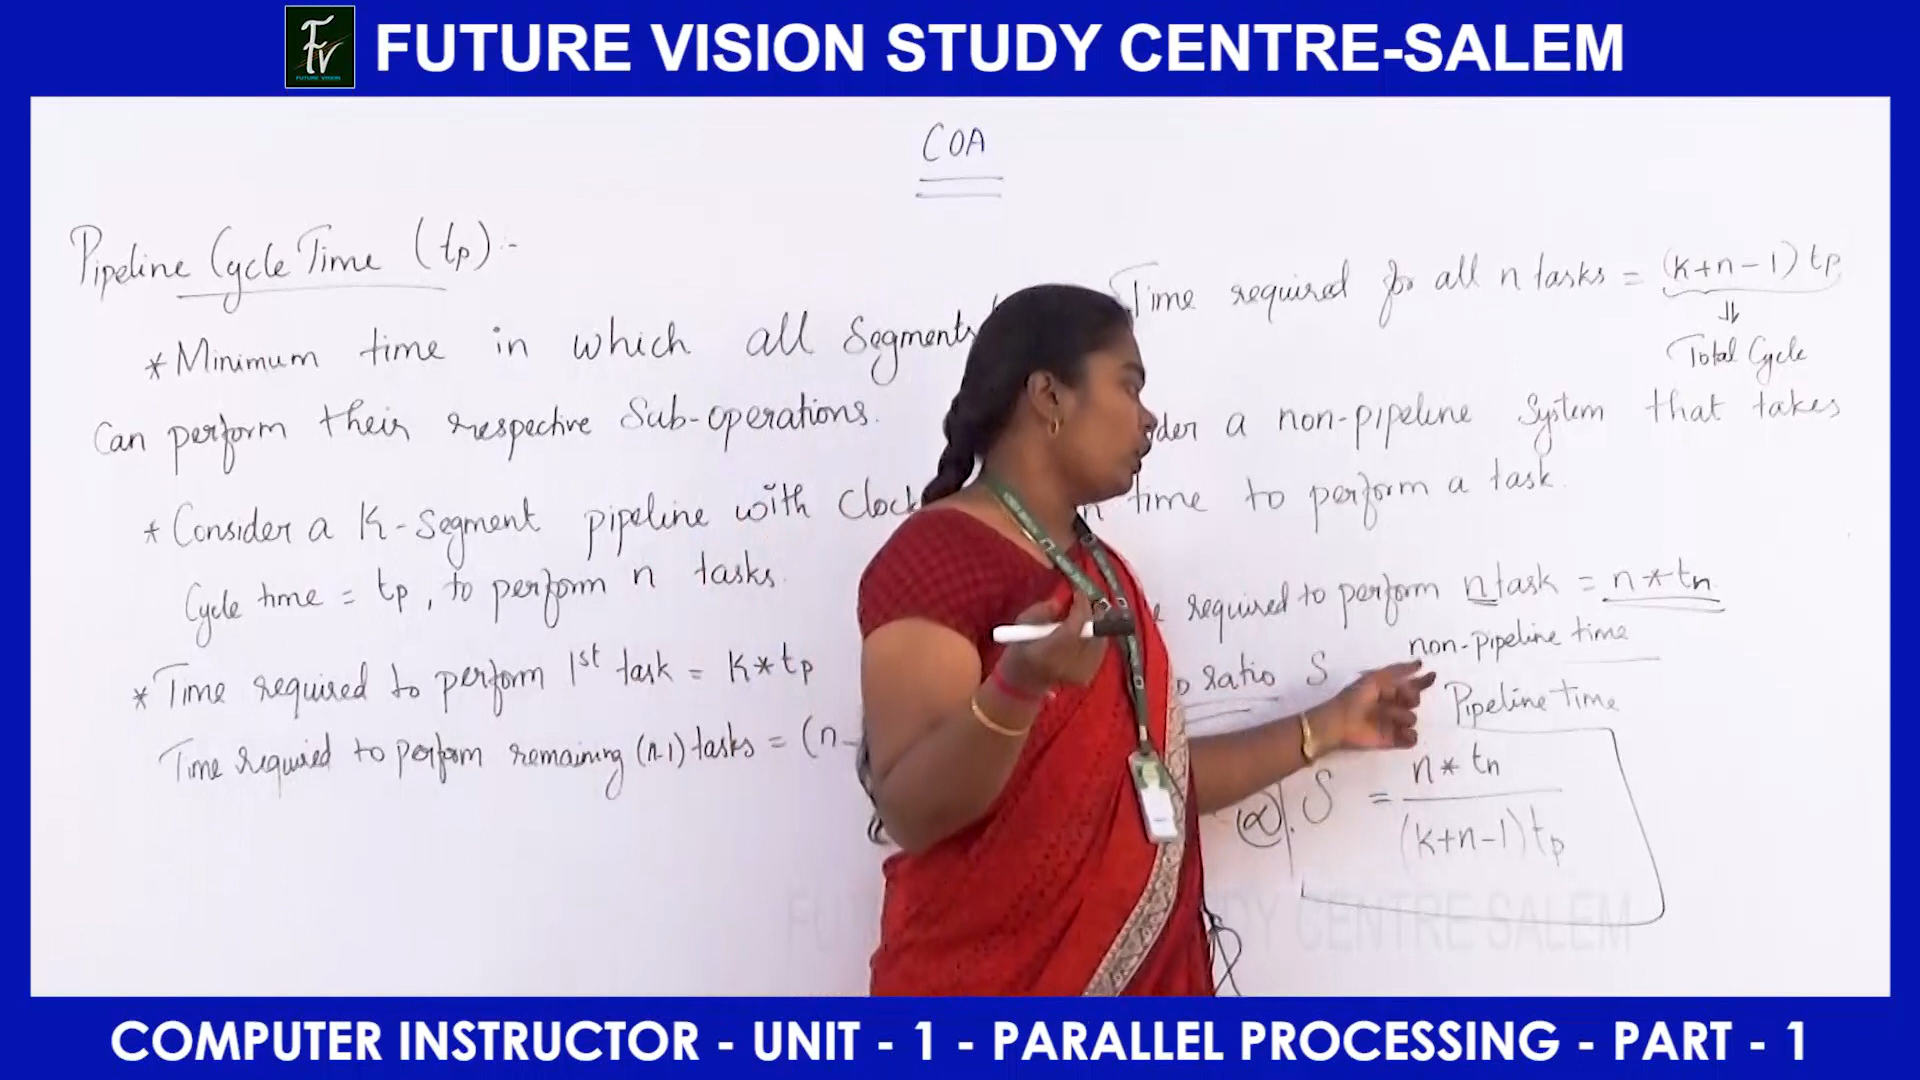 FV
FUTURE VISION
FUTURE VISION STUDY CENTRE-SALEM
COA
Pipeline Cycle Time (tp) :-
* Minimum time in which all Segments
can perform their respective Sub-operations.
* Consider a K-Segment pipeline with Clock
Cycle time = tp, to perform n tasks.
* Time required to perform 1st task = K * tp
Time required to perform remaining (n-1) tasks = (n-
Time required for all n tasks = (k+n-1) tp
⇓
Total Cycle
der a non-pipeline System that takes
time to perform a task.
required to perform n task = n * tn
ratio S
non-pipeline time
Pipeline time
S = n * tn
(k+n-1) tp
COMPUTER INSTRUCTOR - UNIT - 1 - PARALLEL PROCESSING - PART - 1